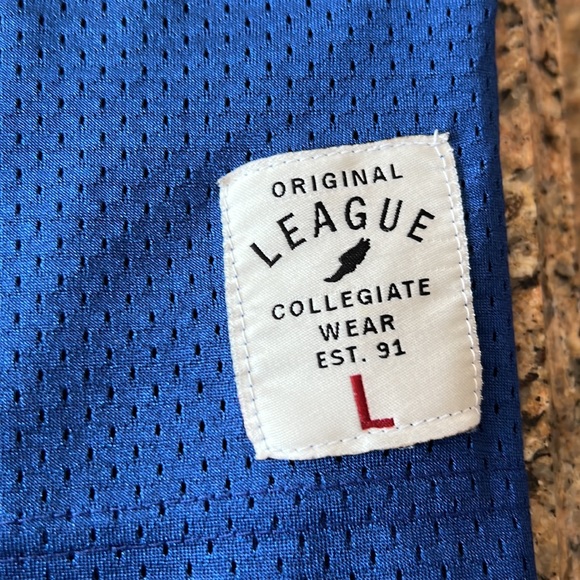 ORIGINAL
LEAGUE
COLLEGIATE
WEAR
EST. 91
L